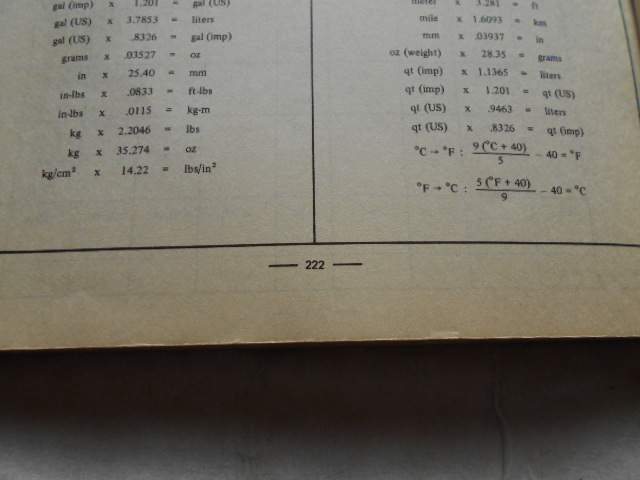 gal (imp) x 1.201 = gal (US)
gal (US) x 3.7853 = liters
gal (US) x .8326 = gal (imp)
grams x .03527 = oz
in x 25.40 = mm
in-lbs x .0833 = ft-lbs
in-lbs x .0115 = kg-m
kg x 2.2046 = lbs
kg x 35.274 = oz
kg/cm² x 14.22 = lbs/in²
meter x 3.281 = ft
mile x 1.6093 = km
mm x .03937 = in
oz (weight) x 28.35 = grams
qt (imp) x 1.1365 = liters
qt (imp) x 1.201 = qt (US)
qt (US) x .9463 = liters
qt (US) x .8326 = qt (imp)
°C → °F : 9 (°C + 40) / 5 – 40 = °F
°F → °C : 5 (°F + 40) / 9 – 40 = °C
— 222 —